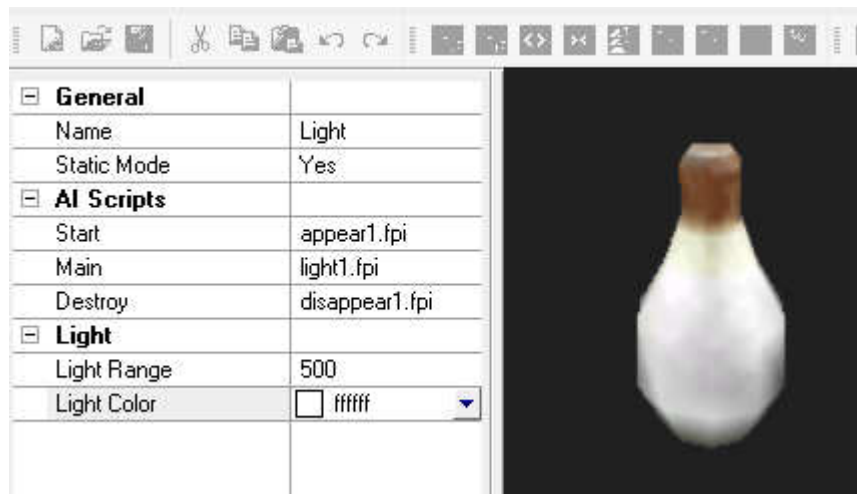 General
Name Light
Static Mode Yes
AI Scripts
Start appear1.fpi
Main light1.fpi
Destroy disappear1.fpi
Light
Light Range 500
Light Color ffffff